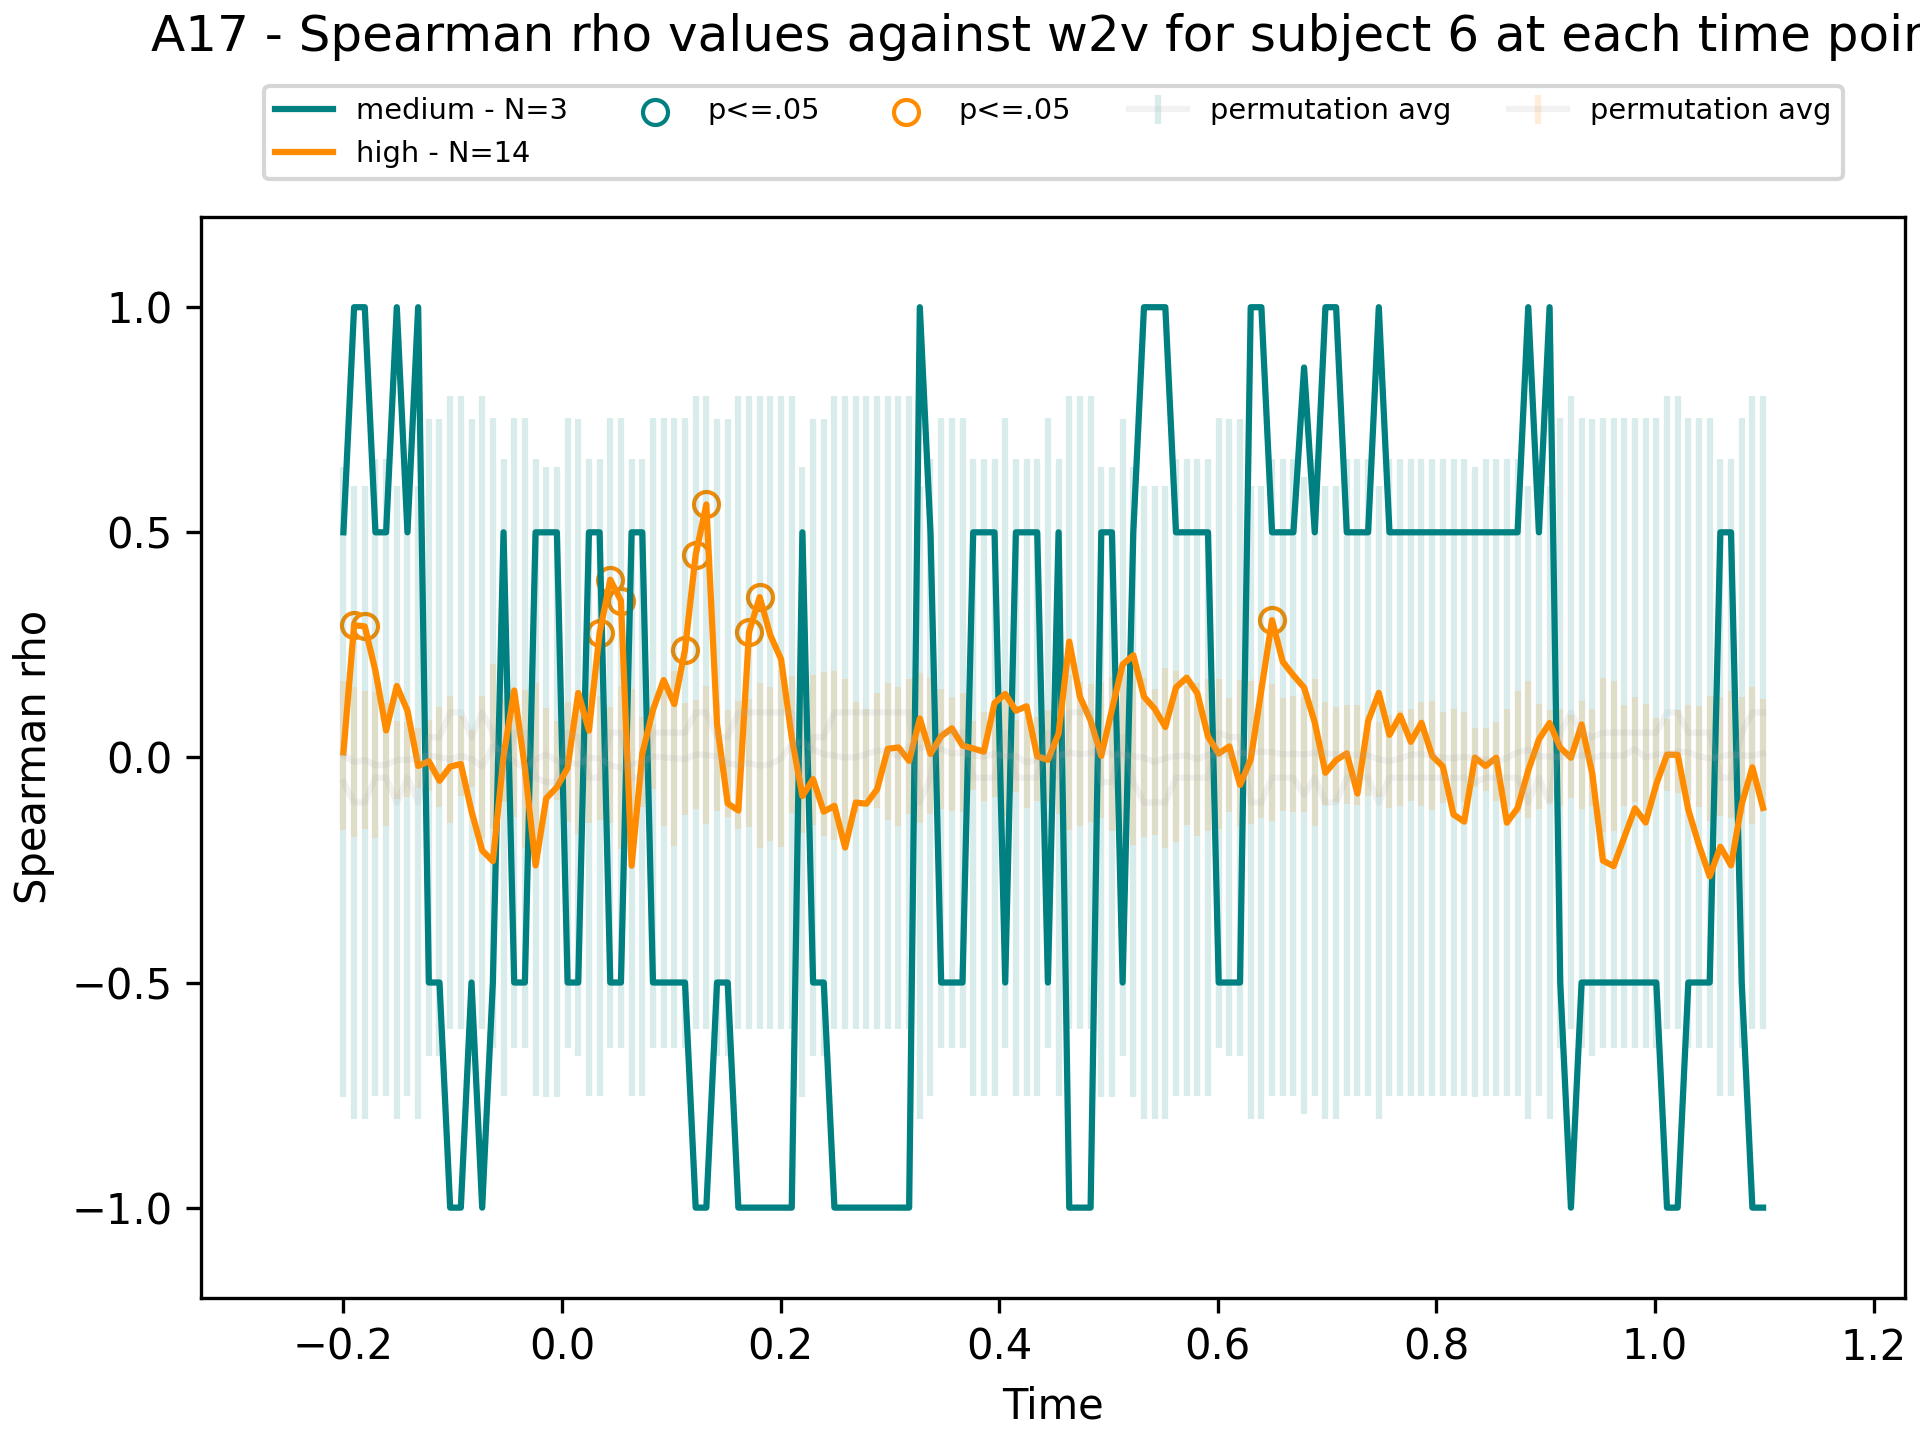 A17 - Spearman rho values against w2v for subject 6 at each time poin
medium - N=3 p<=.05 p<=.05 permutation avg permutation avg
high - N=14
1.0
0.5
0.0
−0.5
−1.0
Spearman rho
−0.2 0.0 0.2 0.4 0.6 0.8 1.0 1.2
Time